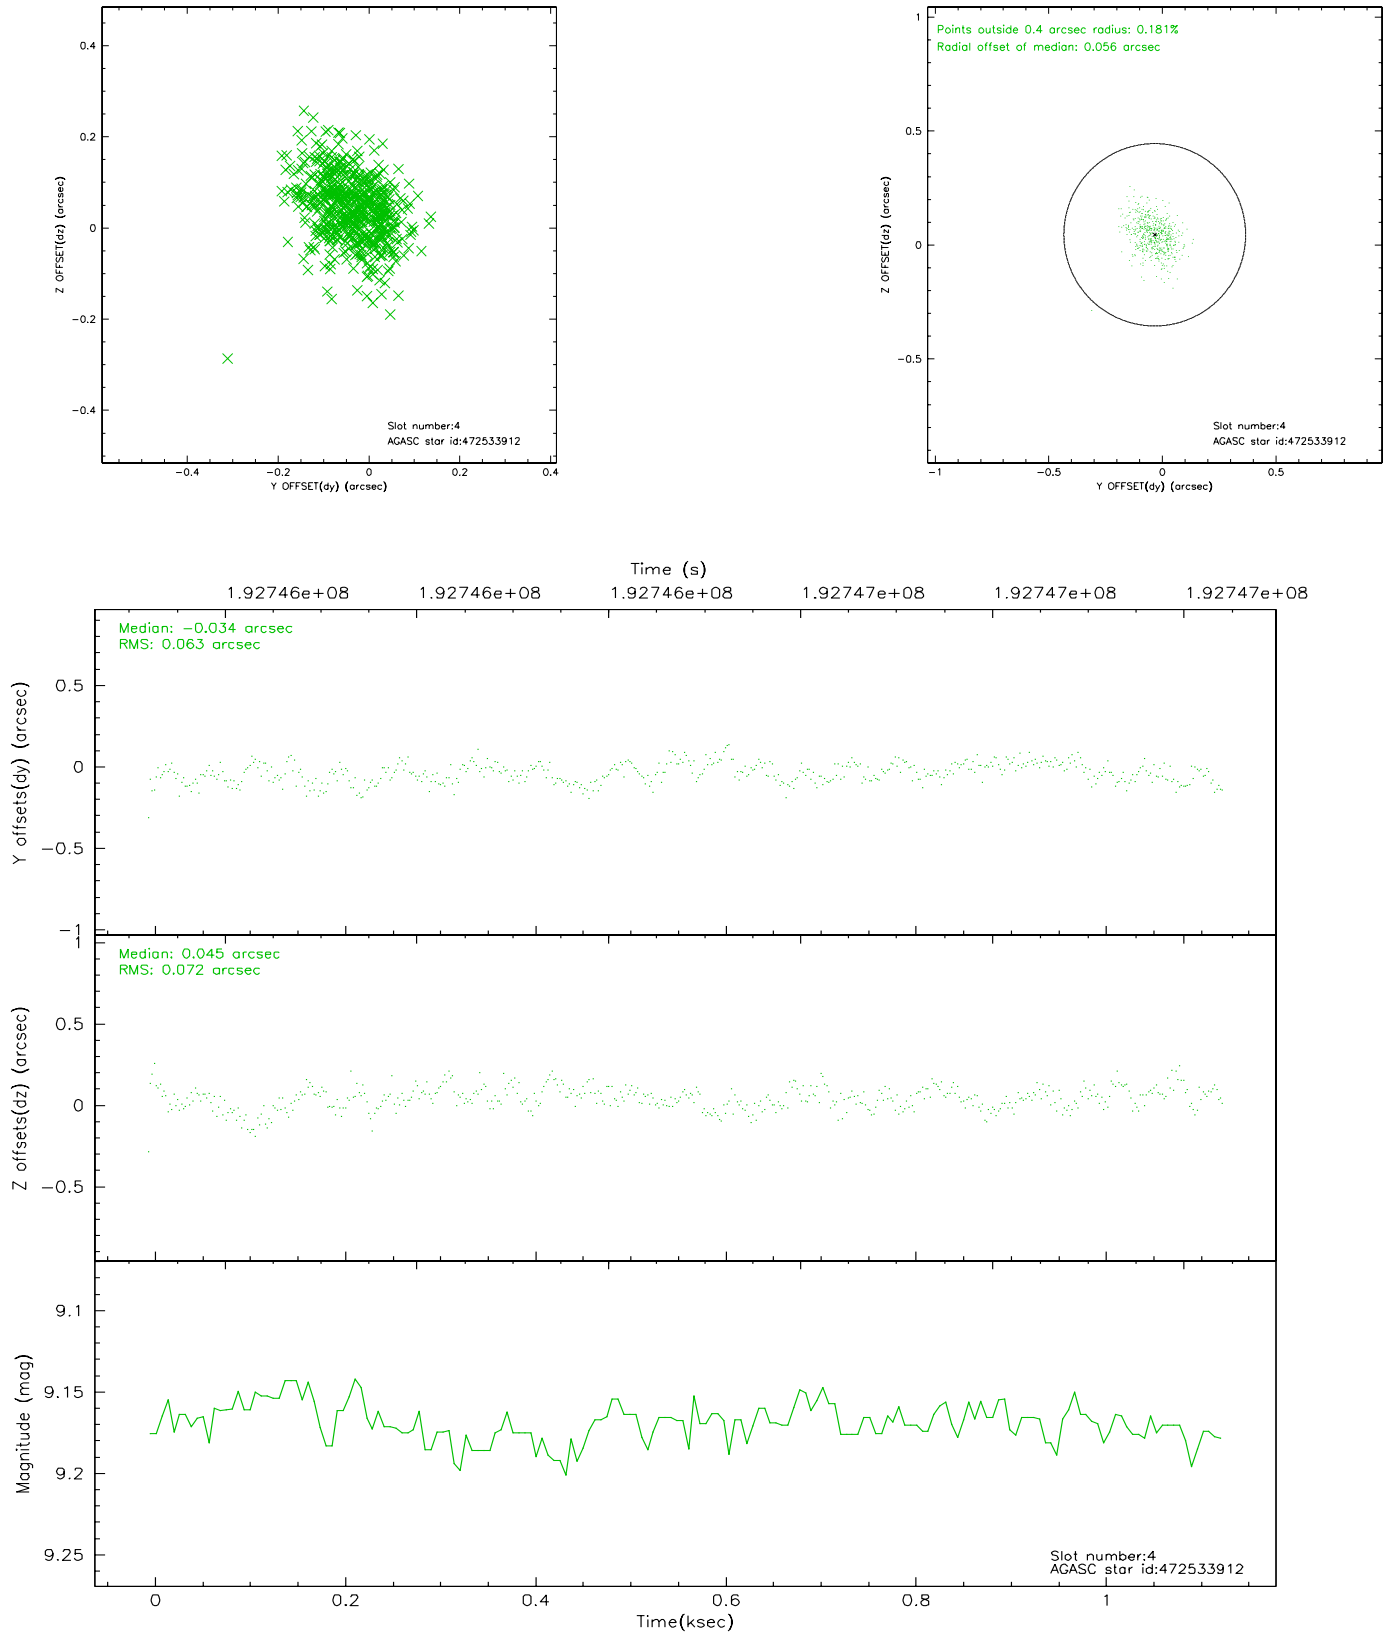 0.4
0.2
0
-0.2
-0.4
Z OFFSET(dz) (arcsec)
Slot number:4
AGASC star id:472533912
-0.4 -0.2 0 0.2 0.4
Y OFFSET(dy) (arcsec)
Points outside 0.4 arcsec radius: 0.181%
Radial offset of median: 0.056 arcsec
1
0.5
0
-0.5
Z OFFSET(dz) (arcsec)
Slot number:4
AGASC star id:472533912
-1 -0.5 0 0.5
Y OFFSET(dy) (arcsec)
Time (s)
1.92746e+08 1.92746e+08 1.92746e+08 1.92747e+08 1.92747e+08 1.92747e+08
Median: -0.034 arcsec
RMS: 0.063 arcsec
0.5
0
-0.5
-1
Y offsets(dy) (arcsec)
Median: 0.045 arcsec
RMS: 0.072 arcsec
1
0.5
0
-0.5
Z offsets(dz) (arcsec)
9.1
9.15
9.2
9.25
Magnitude (mag)
Slot number:4
AGASC star id:472533912
0 0.2 0.4 0.6 0.8 1
Time(ksec)